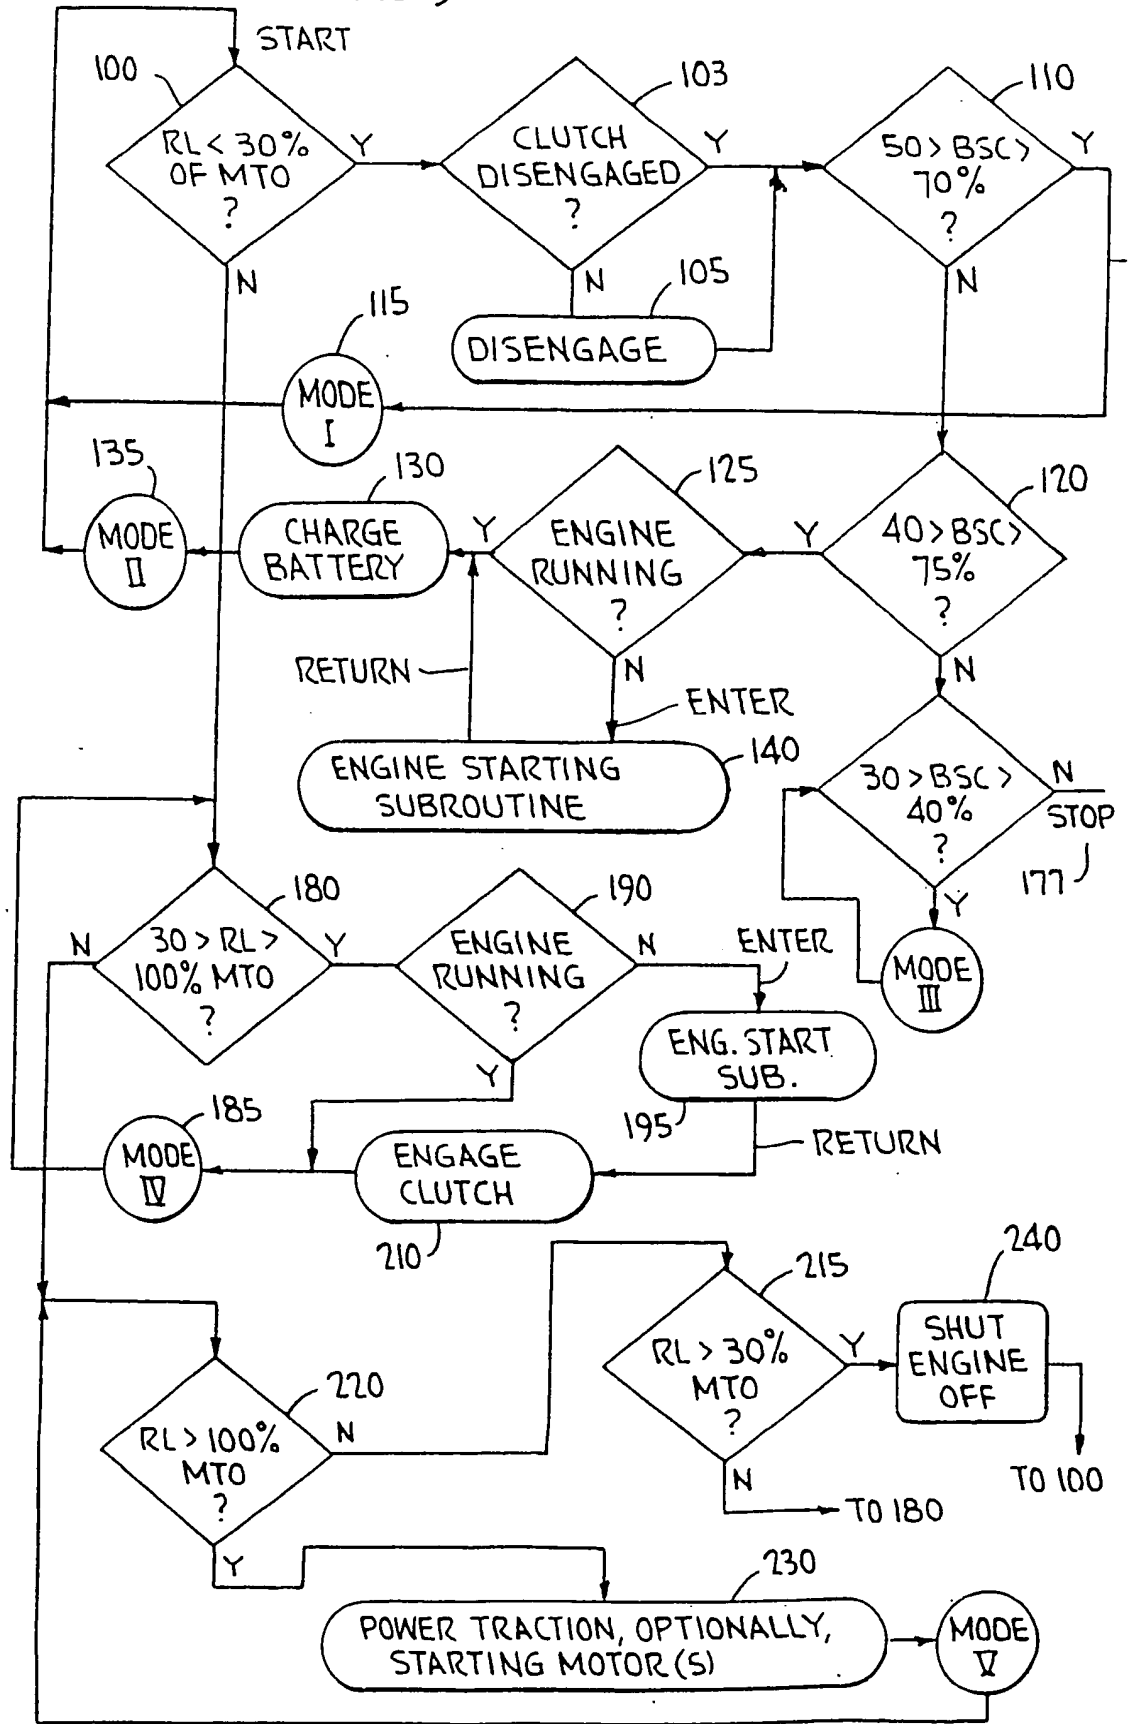 START
100
RL < 30%
OF MTO
?
Y
N
103
CLUTCH
DISENGAGED
?
Y
N
105
DISENGAGE
110
50 > BSC >
70%
?
Y
N
115
MODE
I
135
MODE
II
130
CHARGE
BATTERY
125
ENGINE
RUNNING
?
Y
N
120
40 > BSC >
75%
?
Y
N
RETURN
ENTER
140
ENGINE STARTING
SUBROUTINE
30 > BSC >
40%
?
N
STOP
177
Y
MODE
III
180
30 > RL >
100% MTO
?
N
Y
190
ENGINE
RUNNING
?
N
Y
ENTER
ENG. START
SUB.
195
RETURN
185
MODE
IV
ENGAGE
CLUTCH
210
215
RL > 30%
MTO
?
Y
N
TO 180
240
SHUT
ENGINE
OFF
TO 100
220
RL > 100%
MTO
?
N
Y
230
POWER TRACTION, OPTIONALLY,
STARTING MOTOR(S)
MODE
V